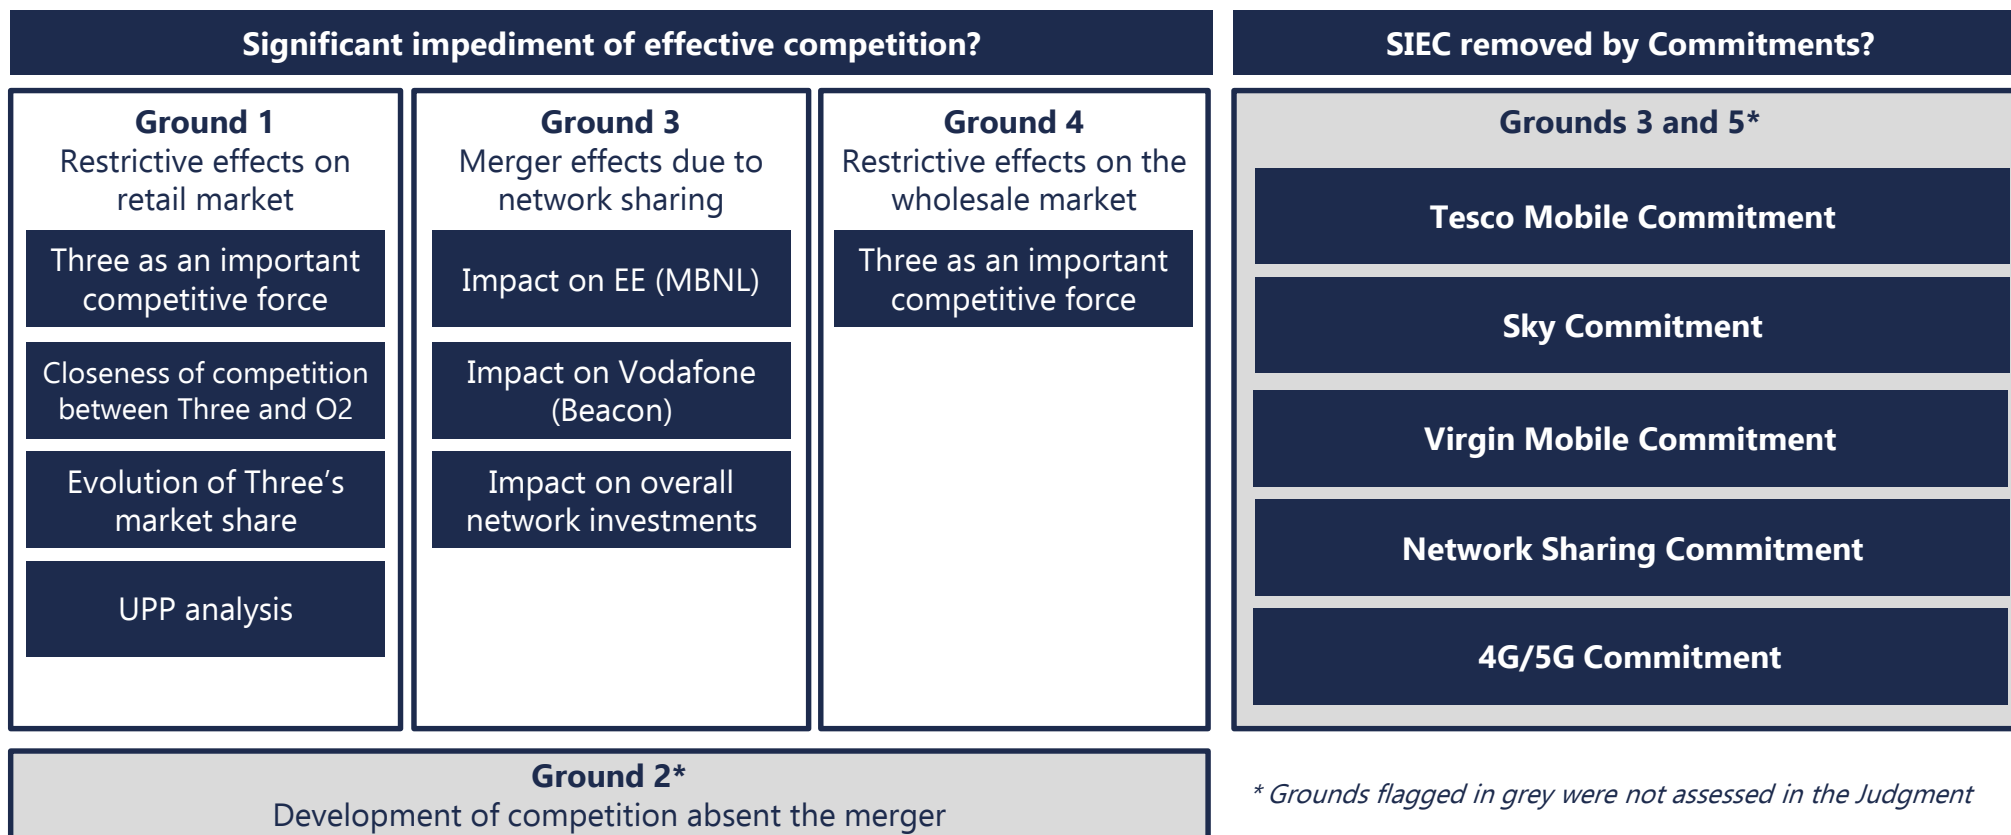 Significant impediment of effective competition?
SIEC removed by Commitments?
Ground 1
Restrictive effects on
retail market
Three as an important
competitive force
Closeness of competition
between Three and O2
Evolution of Three's
market share
UPP analysis
Ground 3
Merger effects due to
network sharing
Impact on EE (MBNL)
Impact on Vodafone
(Beacon)
Impact on overall
network investments
Ground 4
Restrictive effects on the
wholesale market
Three as an important
competitive force
Grounds 3 and 5*
Tesco Mobile Commitment
Sky Commitment
Virgin Mobile Commitment
Network Sharing Commitment
4G/5G Commitment
Ground 2*
Development of competition absent the merger
* Grounds flagged in grey were not assessed in the Judgment